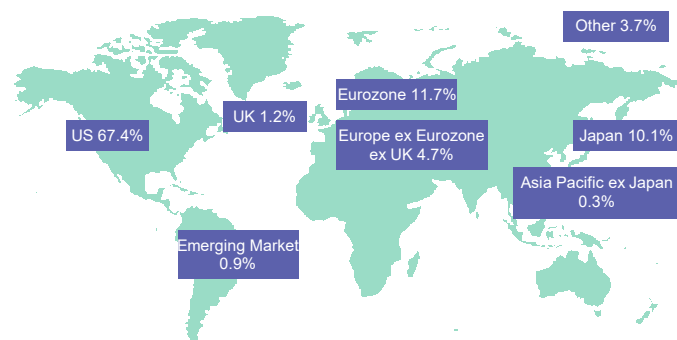 Other 3.7%
Eurozone 11.7%
UK 1.2%
US 67.4%
Europe ex Eurozone
ex UK 4.7%
Japan 10.1%
Asia Pacific ex Japan
0.3%
Emerging Market
0.9%